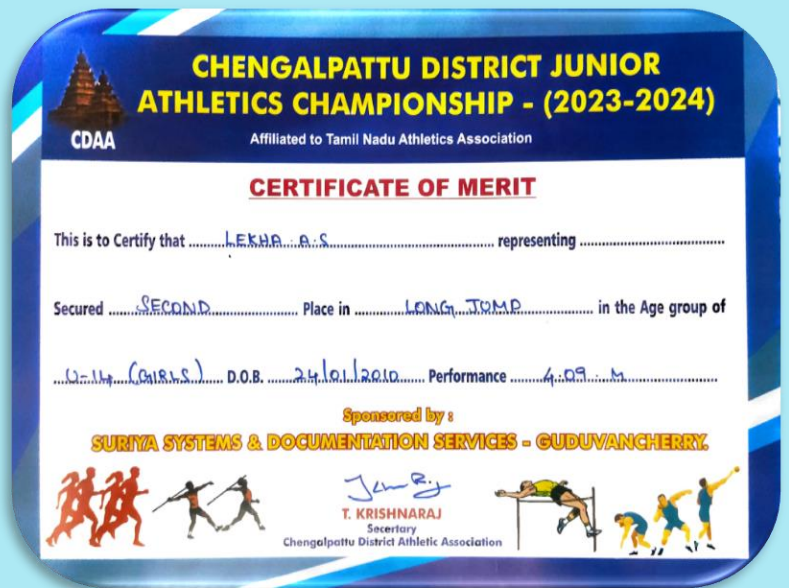 CHENGALPATTU DISTRICT JUNIOR
ATHLETICS CHAMPIONSHIP - (2023-2024)
CDAA
Affiliated to Tamil Nadu Athletics Association
CERTIFICATE OF MERIT
This is to Certify that LEKHA A.S representing
Secured SECOND Place in LONG JUMP in the Age group of
U-14 (GIRLS) D.O.B. 24/01/2010 Performance 4:09 M
Sponsored by :
SURIYA SYSTEMS & DOCUMENTATION SERVICES - GUDUVANCHERRY.
T. KRISHNARAJ
Secertary
Chengalpattu District Athletic Association